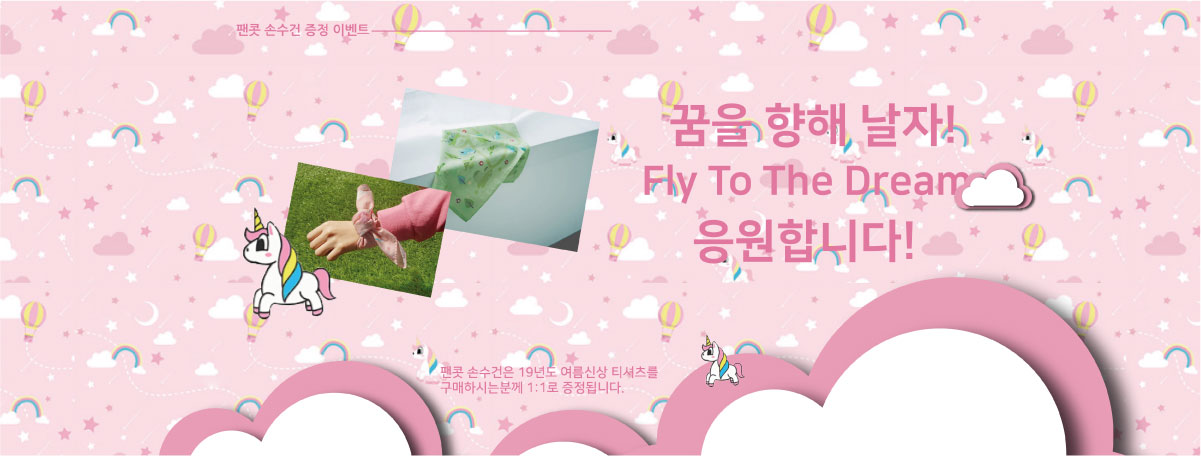 팬콧 손수건 증정 이벤트
꿈을 향해 날자!
Fly To The Dream
응원합니다!
팬콧 손수건은 19년도 여름신상 티셔츠를
구매하시는분께 1:1로 증정됩니다.